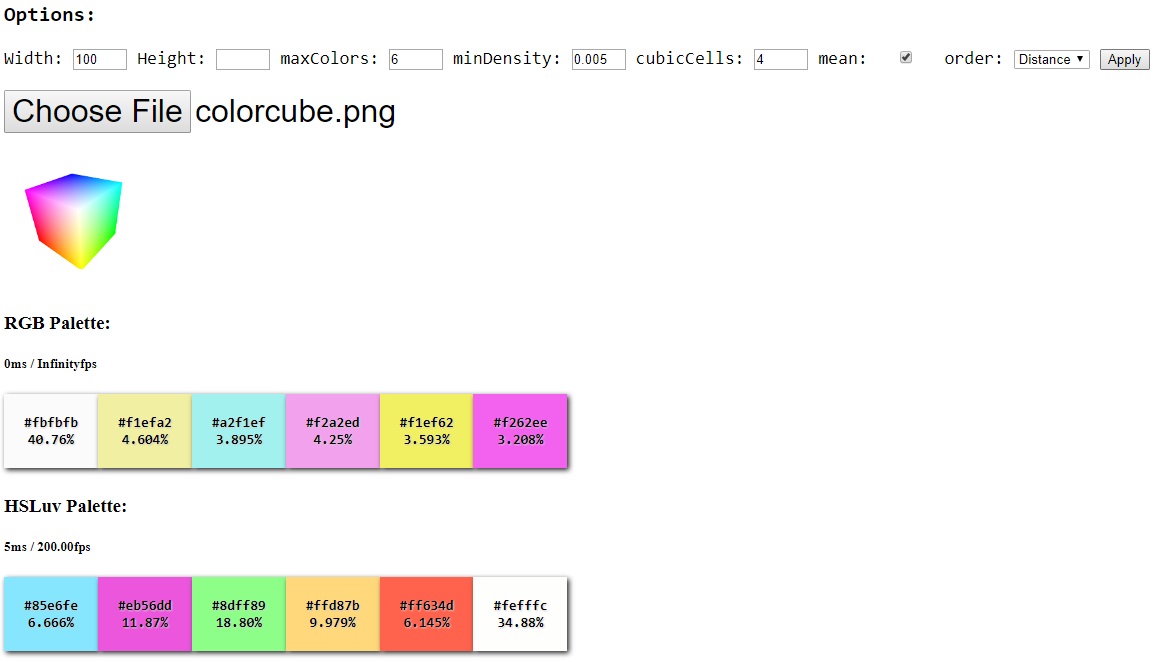 Options:
Width: 100 Height: maxColors: 6 minDensity: 0.005 cubicCells: 4 mean: order: Distance Apply
Choose File colorcube.png
RGB Palette:
0ms / Infinityfps
#fbfbfb #f1efa2 #a2f1ef #f2a2ed #f1ef62 #f262ee
40.76% 4.604% 3.895% 4.25% 3.593% 3.208%
HSLuv Palette:
5ms / 200.00fps
#85e6fe #eb56dd #8dff89 #ffd87b #ff634d #fefffc
6.666% 11.87% 18.80% 9.979% 6.145% 34.88%